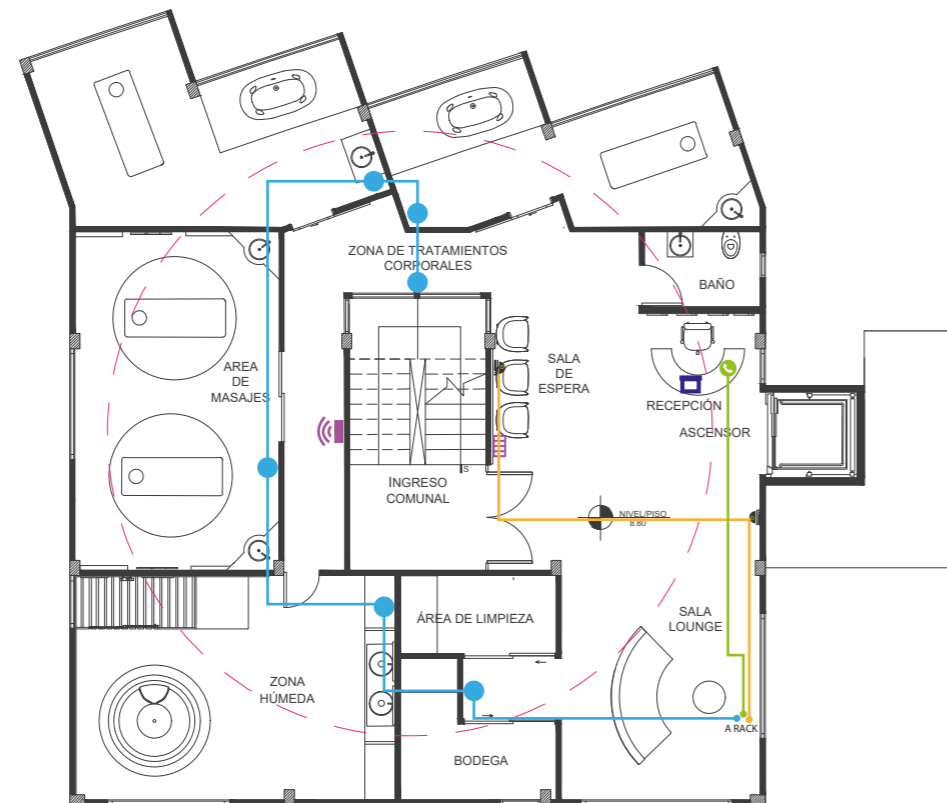 ZONA DE TRATAMIENTOS
CORPORALES
BAÑO
SALA
DE
ESPERA
AREA
DE
MASAJES
RECEPCIÓN
ASCENSOR
S
INGRESO
COMUNAL
NIVEL/PISO
8.80
ÁREA DE LIMPIEZA
SALA
LOUNGE
ZONA
HÚMEDA
A RACK
BODEGA